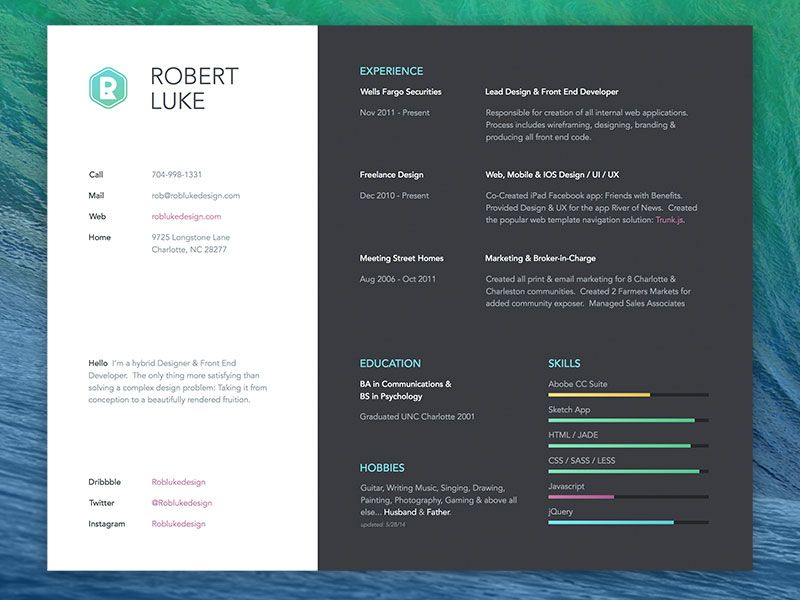 R
ROBERT
LUKE
Call 704-998-1331
Mail rob@roblukedesign.com
Web roblukedesign.com
Home 9725 Longstone Lane
Charlotte, NC 28277
Hello I'm a hybrid Designer & Front End
Developer. The only thing more satisfying than
solving a complex design problem: Taking it from
conception to a beautifully rendered fruition.
Dribbble Roblukedesign
Twitter @Roblukedesign
Instagram Roblukedesign
EXPERIENCE
Wells Fargo Securities Lead Design & Front End Developer
Nov 2011 - Present Responsible for creation of all internal web applications.
Process includes wireframing, designing, branding &
producing all front end code.
Freelance Design Web, Mobile & IOS Design / UI / UX
Dec 2010 - Present Co-Created iPad Facebook app: Friends with Benefits.
Provided Design & UX for the app River of News. Created
the popular web template navigation solution: Trunk.js.
Meeting Street Homes Marketing & Broker-in-Charge
Aug 2006 - Oct 2011 Created all print & email marketing for 8 Charlotte &
Charleston communities. Created 2 Farmers Markets for
added community exposer. Managed Sales Associates
EDUCATION
BA in Communications &
BS in Psychology
Graduated UNC Charlotte 2001
HOBBIES
Guitar, Writing Music, Singing, Drawing,
Painting, Photography, Gaming & above all
else... Husband & Father.
updated: 5/28/14
SKILLS
Abobe CC Suite
Sketch App
HTML / JADE
CSS / SASS / LESS
Javascript
jQuery